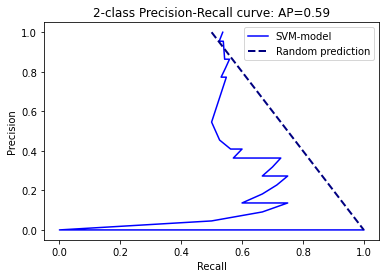 2-class Precision-Recall curve: AP=0.59
SVM-model
Random prediction
Precision
1.0
0.8
0.6
0.4
0.2
0.0
0.0 0.2 0.4 0.6 0.8 1.0
Recall